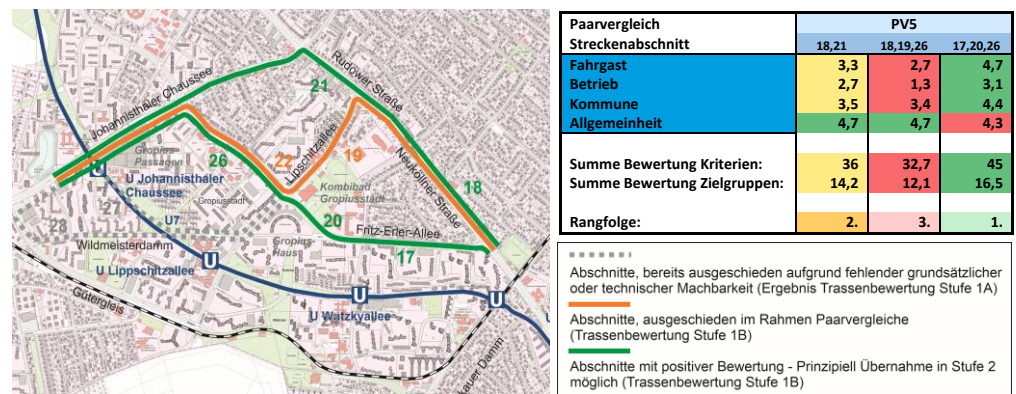 Johannisthaler Chaussee
Rudower Straße
21
Gropius-
Passagen
26
22
Lipschitzallee
19
Neuköllner Straße
18
U
U Johannisthaler
Chaussee
Kombibad
Gropiusstadt
Gropiusstadt
27
28
U7
20
Fritz-Erler-Allee
17
Gropius-
Haus
Wildmeisterdamm
U
U Lipschitzallee
Gütergleis
U
U Wutzkyallee
U
Paarvergleich PV5
Streckenabschnitt 18,21 18,19,26 17,20,26
Fahrgast 3,3 2,7 4,7
Betrieb 2,7 1,3 3,1
Kommune 3,5 3,4 4,4
Allgemeinheit 4,7 4,7 4,3
Summe Bewertung Kriterien: 36 32,7 45
Summe Bewertung Zielgruppen: 14,2 12,1 16,5
Rangfolge: 2. 3. 1.
Abschnitte, bereits ausgeschieden aufgrund fehlender grundsätzlicher
oder technischer Machbarkeit (Ergebnis Trassenbewertung Stufe 1A)
Abschnitte, ausgeschieden im Rahmen Paarvergleiche
(Trassenbewertung Stufe 1B)
Abschnitte mit positiver Bewertung - Prinzipiell Übernahme in Stufe 2
möglich (Trassenbewertung Stufe 1B)